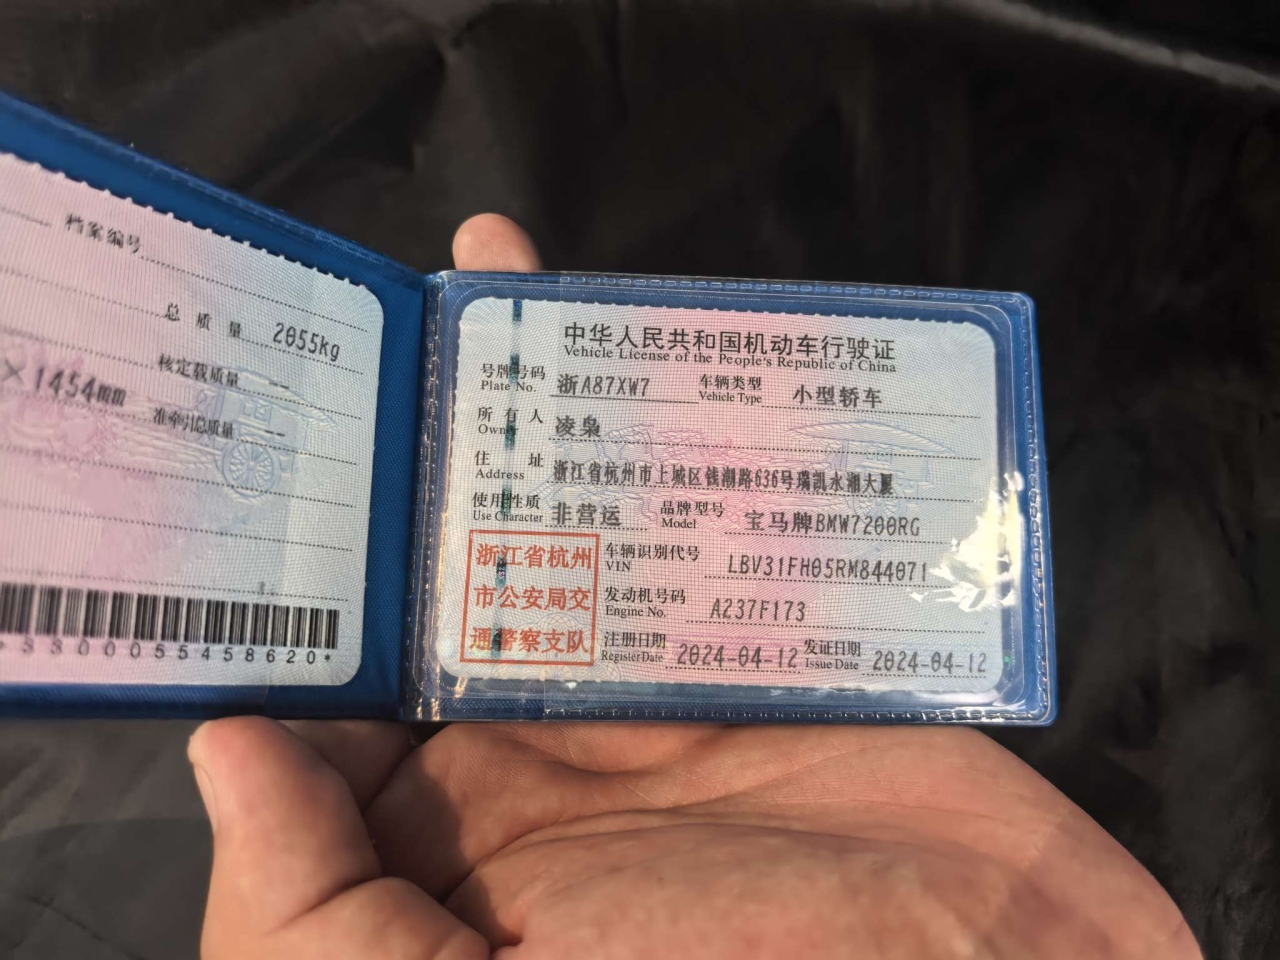 档案编号
总质量 2055kg
核定载质量 --
×1454mm 准牵引总质量 --
3300055458620*
中华人民共和国机动车行驶证
Vehicle License of the People's Republic of China
号牌号码 浙A87XW7 车辆类型 小型轿车
Plate No. Vehicle Type
所有人 凌枭
Owner
住址 浙江省杭州市上城区钱潮路636号瑞凯水湘大厦
Address
使用性质 非营运 品牌型号 宝马牌BMW7200RG
Use Character Model
浙江省杭州
市公安局交
通警察支队
车辆识别代号 LBV31FH05RM844071
VIN
发动机号码 A237F173
Engine No.
注册日期 2024-04-12 发证日期 2024-04-12
Register Date Issue Date